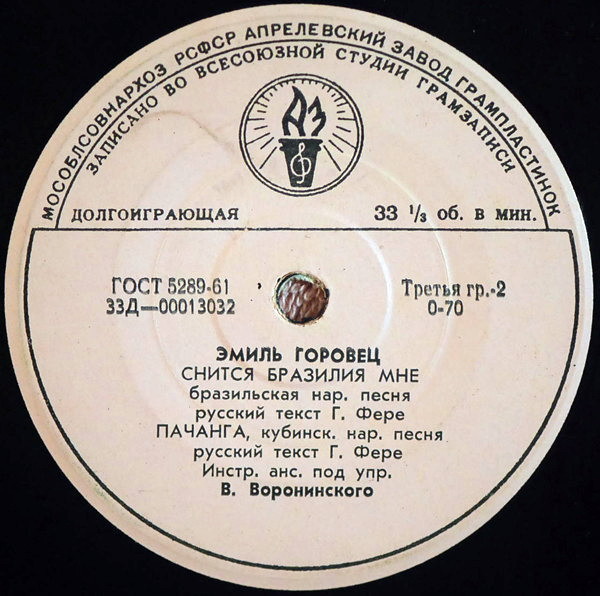 МОСОБЛСОВНАРХОЗ РСФСР АПРЕЛЕВСКИЙ ЗАВОД ГРАМПЛАСТИНОК
ЗАПИСАНО ВО ВСЕСОЮЗНОЙ СТУДИИ ГРАМЗАПИСИ
АЗ
ДОЛГОИГРАЮЩАЯ 33 ⅓ об. в мин.
ГОСТ 5289-61 Третья гр.-2
33Д—00013032 0-70
ЭМИЛЬ ГОРОВЕЦ
СНИТСЯ БРАЗИЛИЯ МНЕ
бразильская нар. песня
русский текст Г. Фере
ПАЧАНГА, кубинск. нар. песня
русский текст Г. Фере
Инстр. анс. под упр.
В. Воронинского